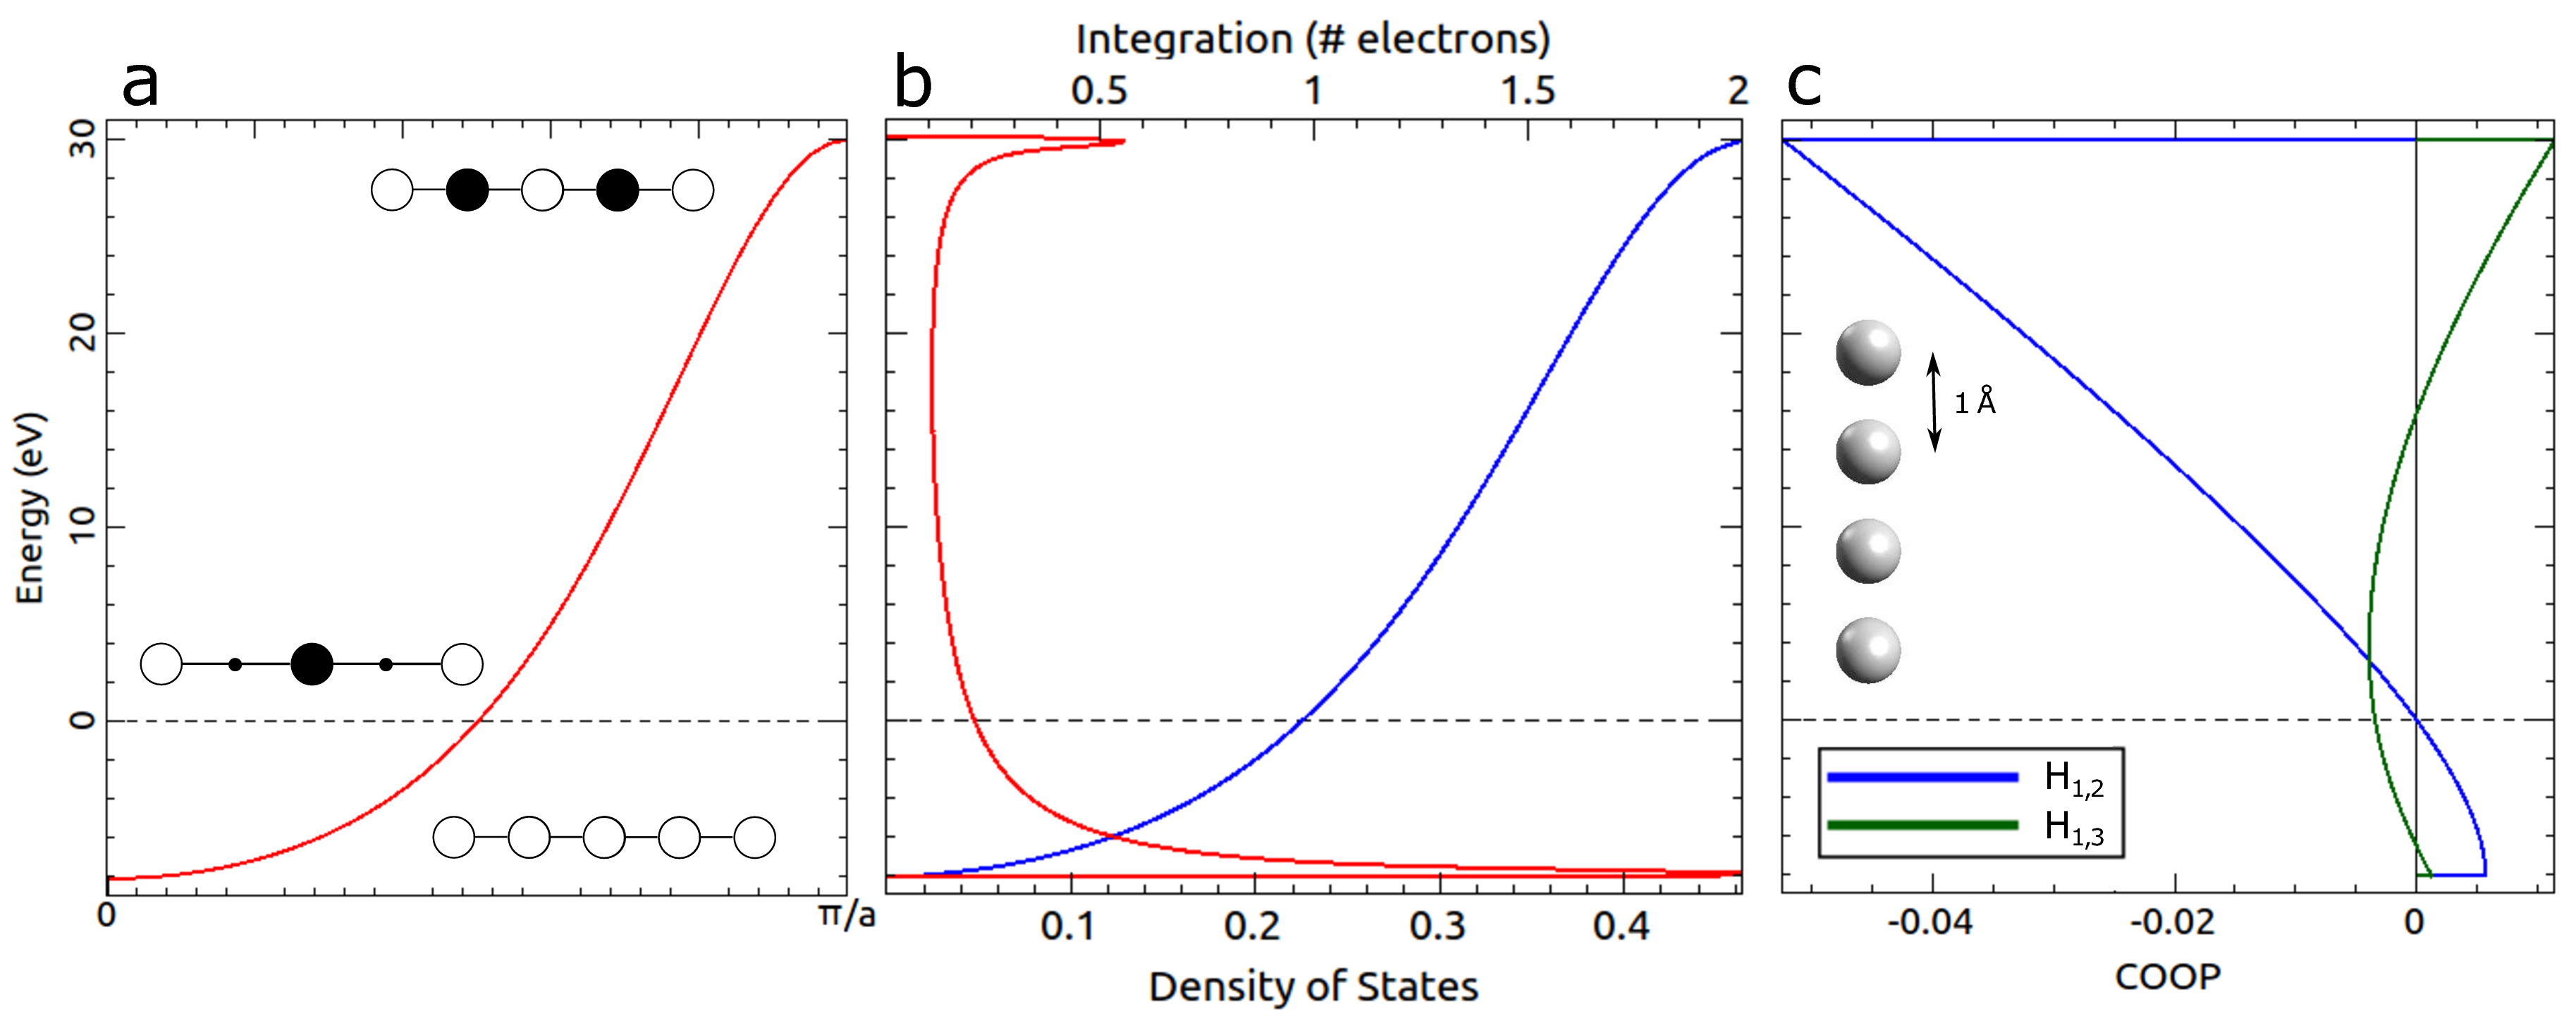 a
Energy (eV)
30
20
10
0
0
π/a
Integration (# electrons)
b
0.5 1 1.5 2
0.1 0.2 0.3 0.4
Density of States
c
1 Å
H1,2
H1,3
-0.04 -0.02 0
COOP